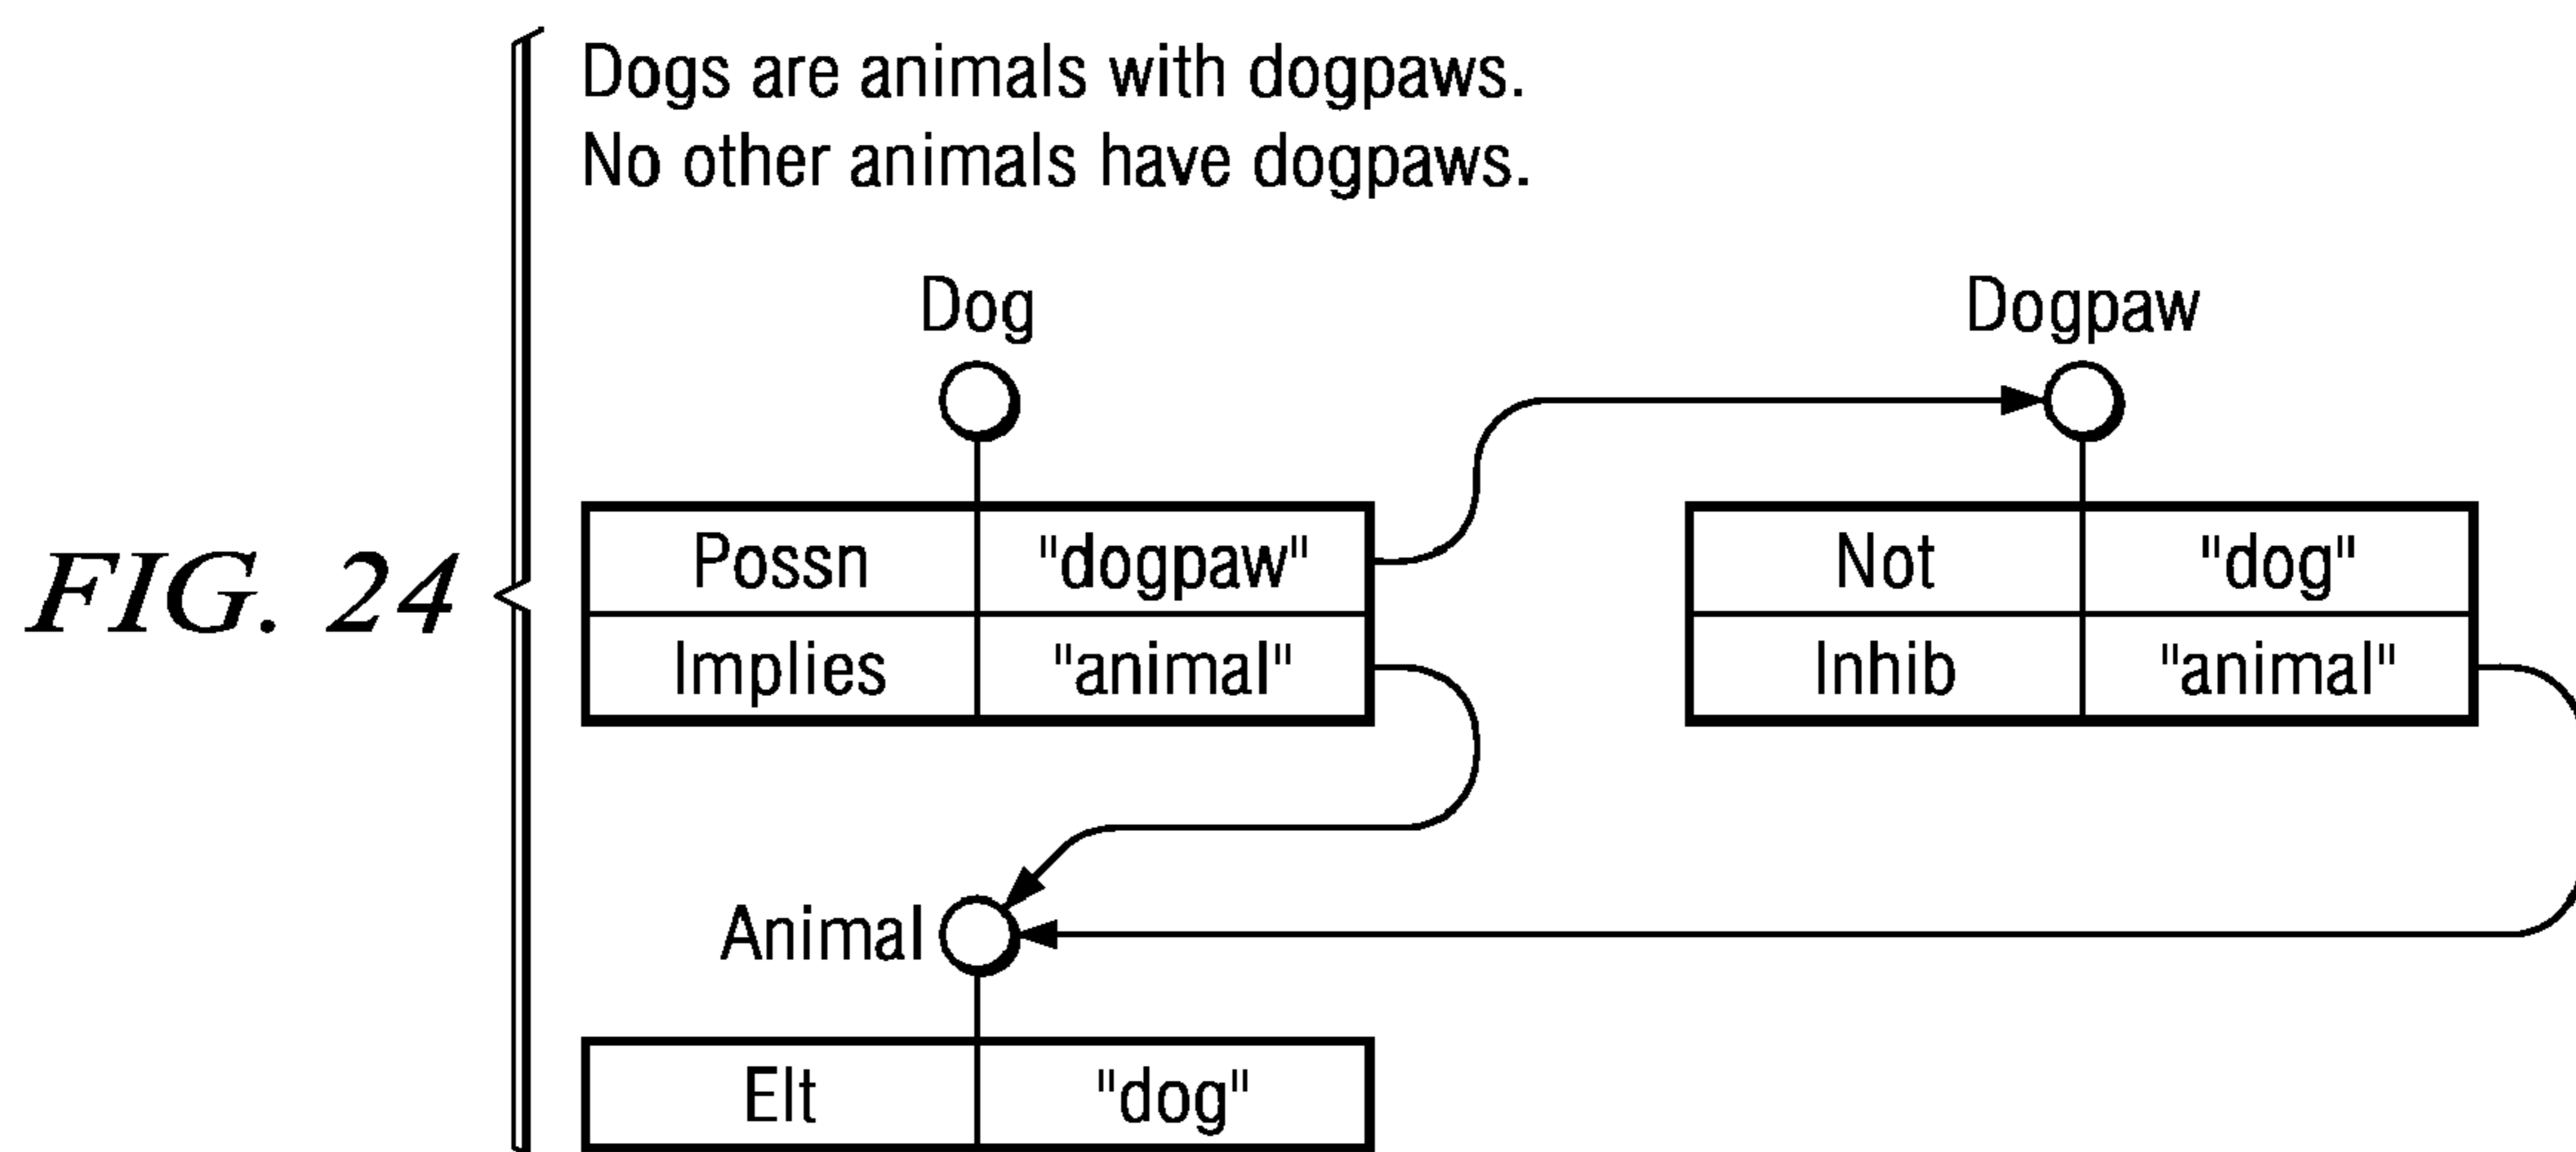 Dogs are animals with dogpaws.
No other animals have dogpaws.
Dog
Dogpaw
FIG. 24
Possn "dogpaw"
Implies "animal"
Not "dog"
Inhib "animal"
Animal
Elt "dog"